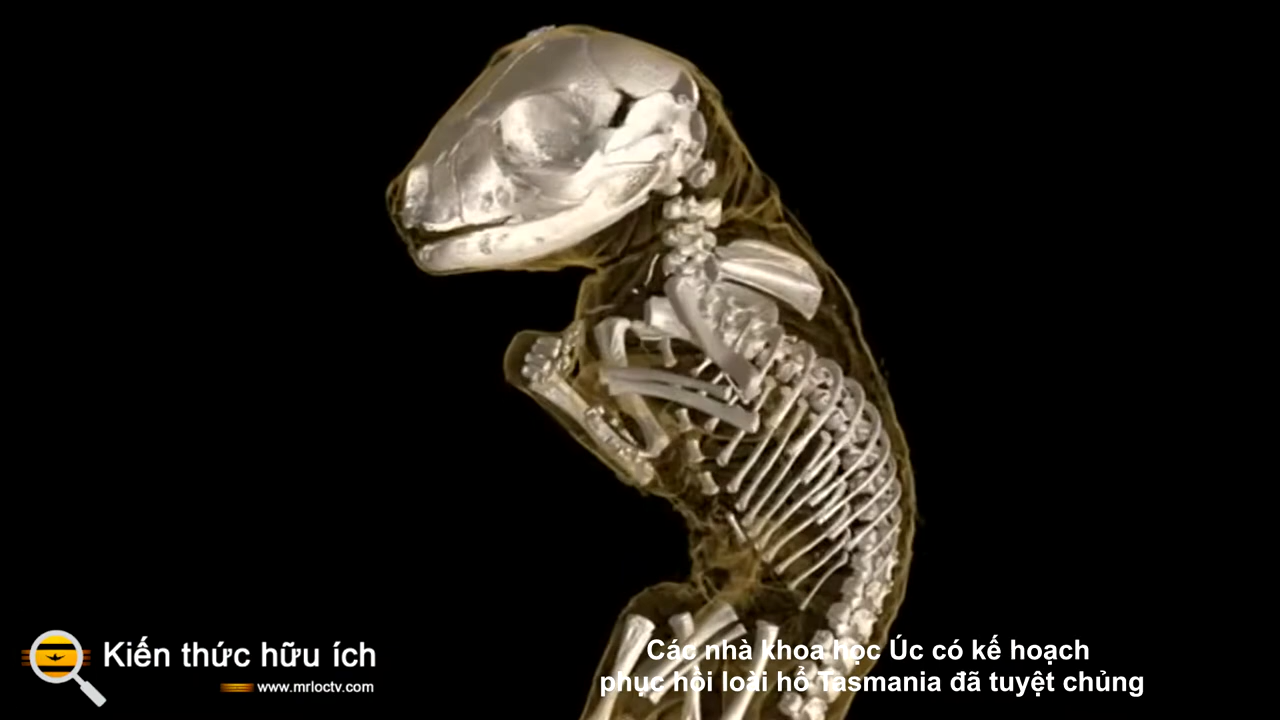 Kiến thức hữu ích
www.mrloctv.com
Các nhà khoa học Úc có kế hoạch
phục hồi loài hổ Tasmania đã tuyệt chủng